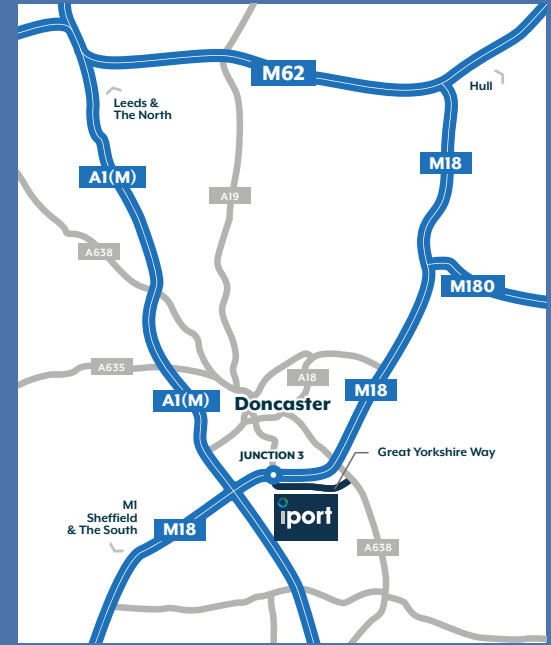 M62
Hull
Leeds &
The North
M18
A1(M)
A19
A638
M180
A635
A18
M18
A1(M)
Doncaster
JUNCTION 3
Great Yorkshire Way
M1
Sheffield
& The South
M18
iport
A638